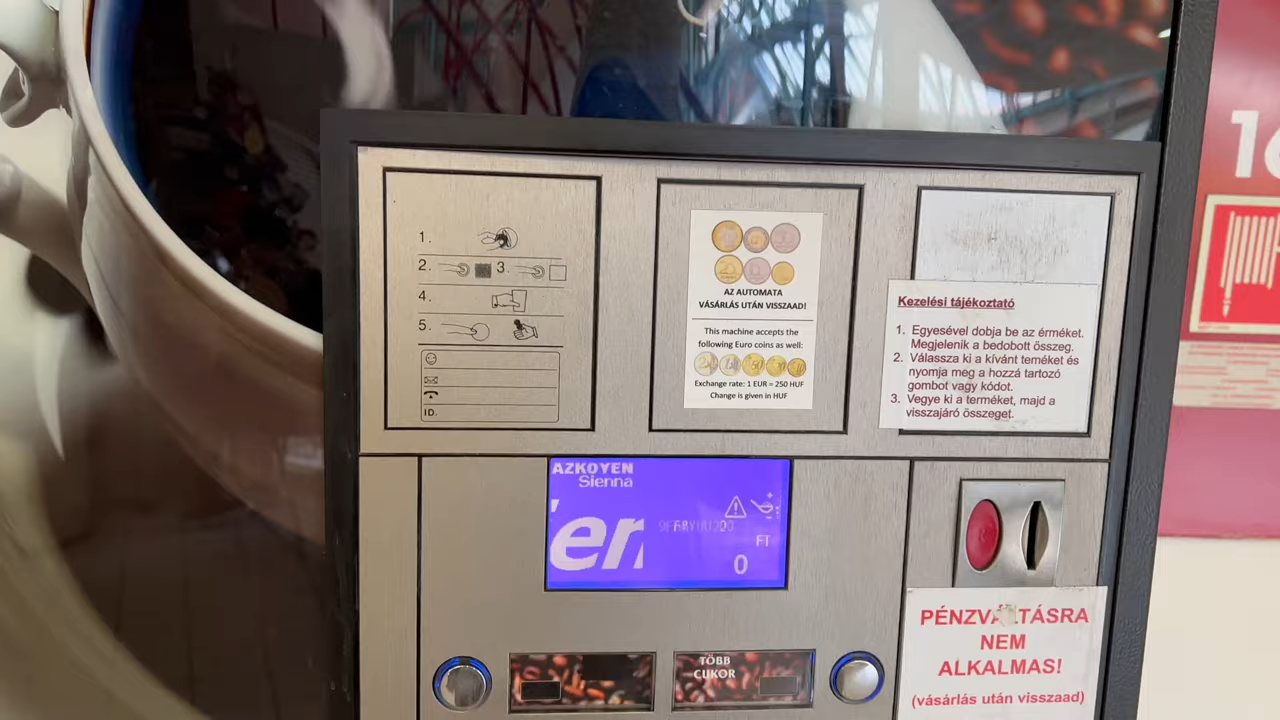 1.
2. 3.
4.
5.
ID.
AZ AUTOMATA
VÁSÁRLÁS UTÁN VISSZAAD!
This machine accepts the
following Euro coins as well:
Exchange rate: 1 EUR = 250 HUF
Change is given in HUF
Kezelési tájékoztató
1. Egyesével dobja be az érméket.
Megjelenik a bedobott összeg.
2. Válassza ki a kívánt teméket és
nyomja meg a hozzá tartozó
gombot vagy kódot.
3. Vegye ki a terméket, majd a
visszajáró összeget.
AZKOYEN
Sienna
en
FT
0
TÖBB
CUKOR
PÉNZVÁLTÁSRA
NEM
ALKALMAS!
(vásárlás után visszaad)